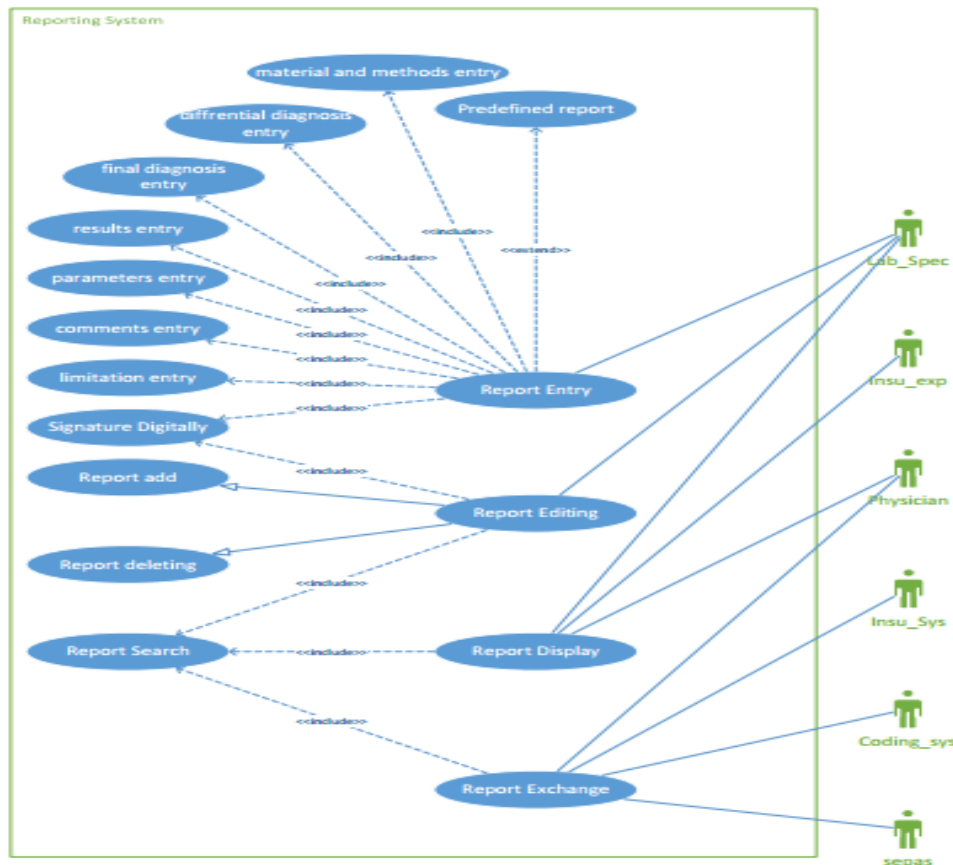 Reporting System
material and methods entry
Predefined report
diffrential diagnosis
entry
final diagnosis
entry
results entry
parameters entry
comments entry
limitation entry
Signature Digitally
Report add
Report deleting
Report Search
Report Entry
Report Editing
Report Display
Report Exchange
<<include>>
<<extend>>
<<include>>
<<include>>
<<include>>
<<include>>
<<include>>
<<include>>
<<include>>
<<include>>
<<include>>
<<include>>
<<include>>
Lab_Spec
Insu_exp
Physician
Insu_Sys
Coding_sys
sepas